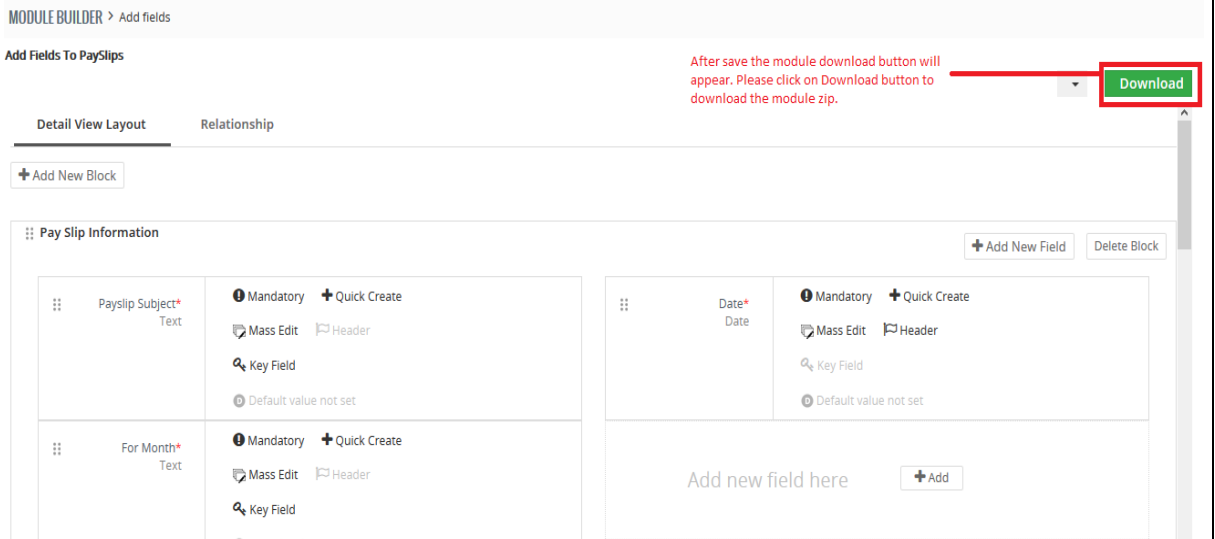 MODULE BUILDER > Add fields
Add Fields To PaySlips
After save the module download button will
appear. Please click on Download button to
download the module zip.
Download
Detail View Layout Relationship
Add New Block
Pay Slip Information
Add New Field Delete Block
Payslip Subject*
Text
Mandatory Quick Create
Mass Edit Header
Key Field
D Default value not set
Date*
Date
Mandatory Quick Create
Mass Edit Header
Key Field
D Default value not set
For Month*
Text
Mandatory Quick Create
Mass Edit Header
Key Field
Add new field here Add